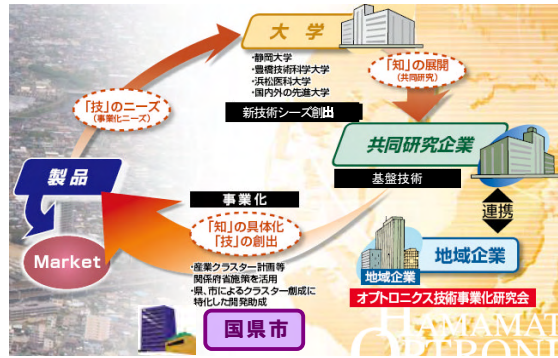 大学
・静岡大学
・豊橋技術科学大学
・浜松医科大学
・国内外の先進大学
新技術シーズ創出
「知」の展開
(共同研究)
「技」のニーズ
(事業化ニーズ)
共同研究企業
基盤技術
製品
事業化
「知」の具体化
「技」の創出
連携
Market
・産業クラスター計画等
関係府省施策を活用
・県、市によるクラスター創成に
特化した開発助成
地域企業
地域企業
オプトロニクス技術事業化研究会
国県市
HAMAMAT
OPTRON